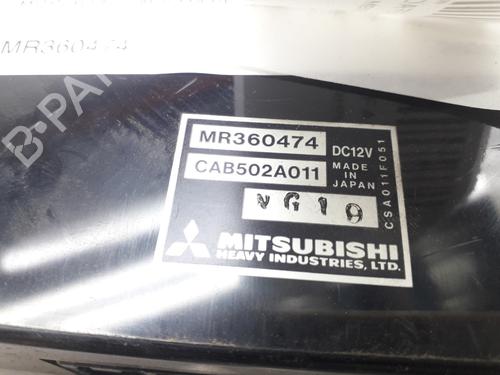 MR360474
B-PARTS
MR360474
DC12V
CAB502A011
MADE
IN
JAPAN
VG19
CSA011F051
MITSUBISHI
HEAVY INDUSTRIES, LTD.